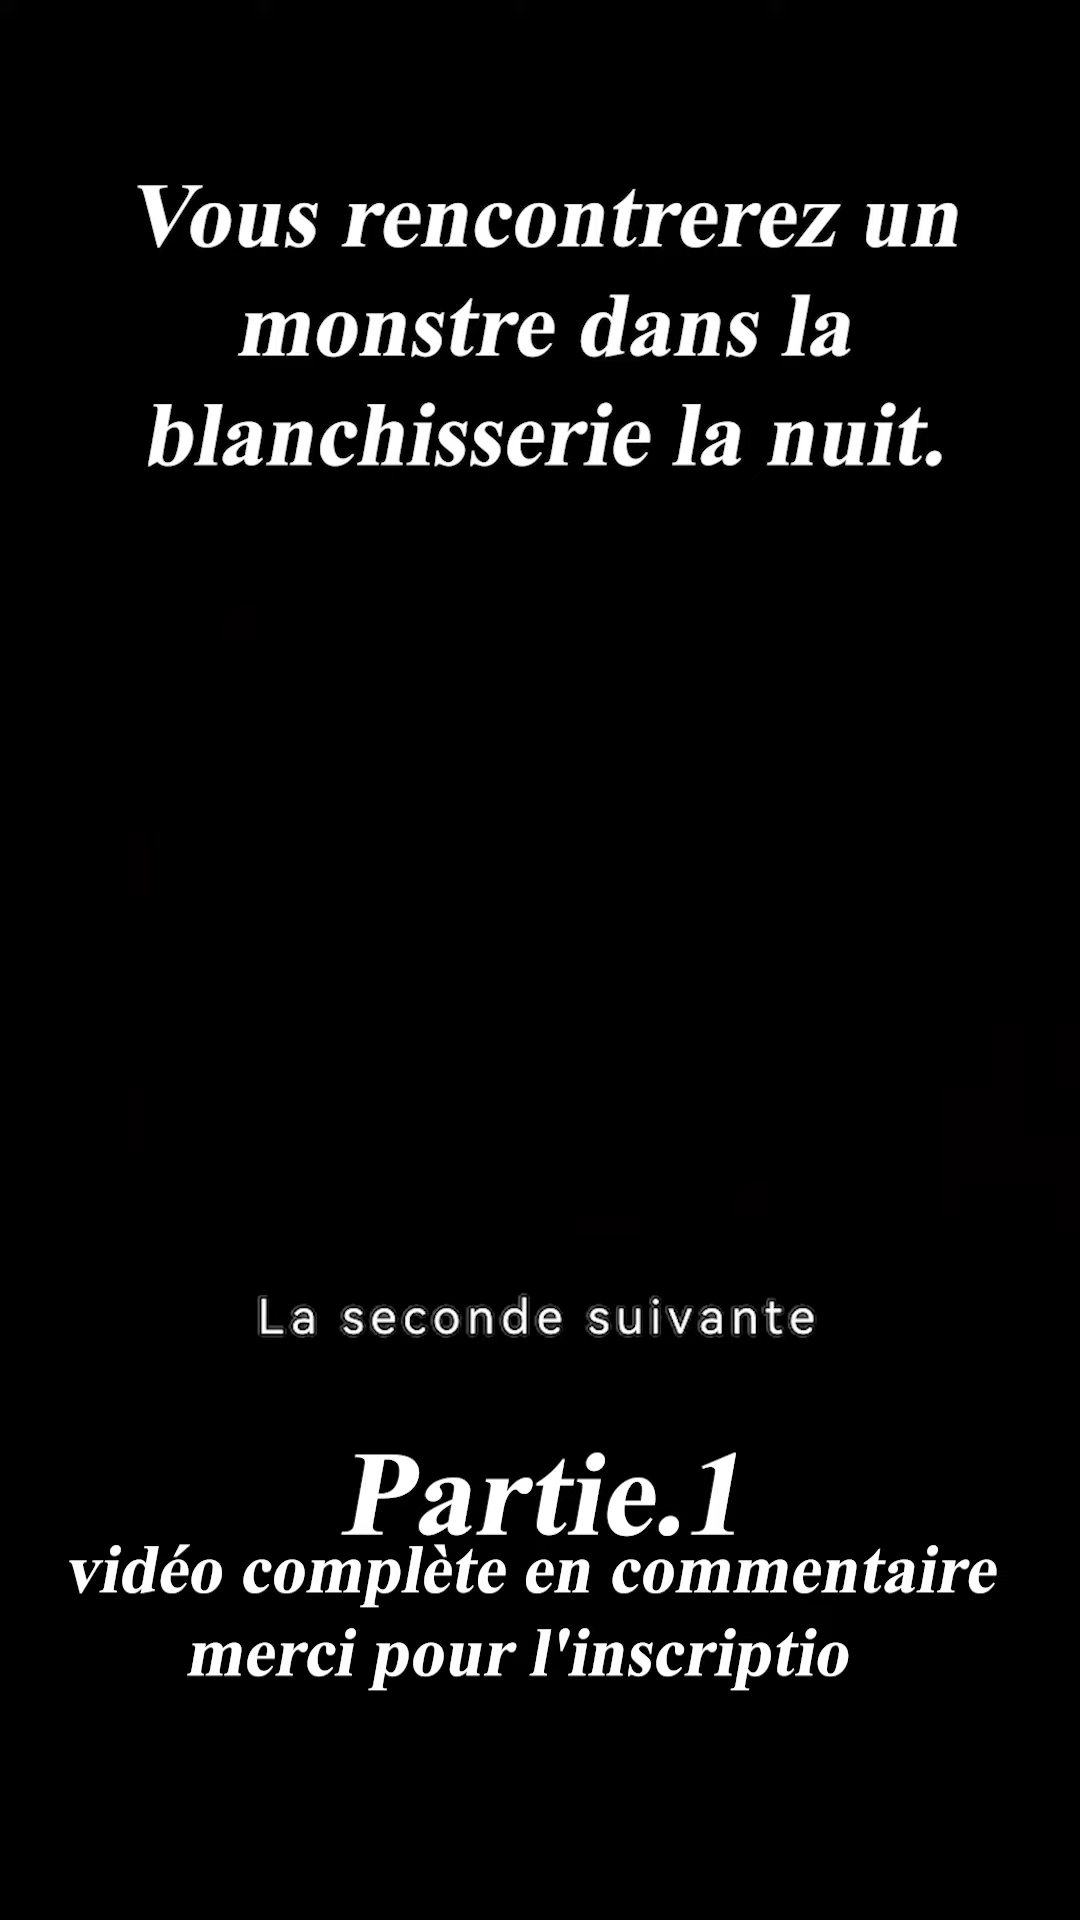 Vous rencontrerez un
monstre dans la
blanchisserie la nuit.
La seconde suivante
Partie.1
vidéo complète en commentaire
merci pour l'inscriptio